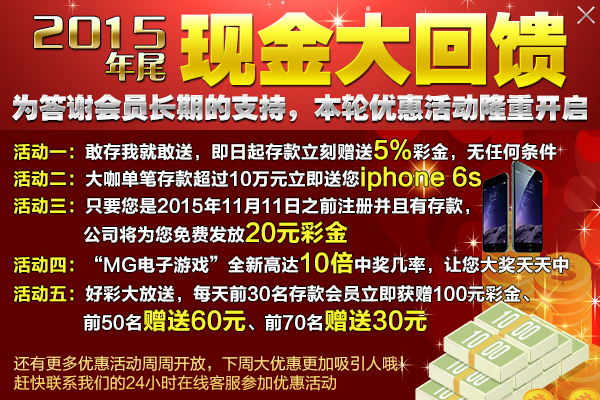 2015年尾 现金大回馈
为答谢会员长期的支持，本轮优惠活动隆重开启
活动一：敢存我就敢送，即日起存款立刻赠送5%彩金，无任何条件
活动二：大咖单笔存款超过10万元立即送您iphone 6s
活动三：只要您是2015年11月11日之前注册并且有存款，
公司将为您免费发放20元彩金
活动四：“MG电子游戏”全新高达10倍中奖几率，让您大奖天天中
活动五：好彩大放送，每天前30名存款会员立即获赠100元彩金、
前50名赠送60元、前70名赠送30元
还有更多优惠活动周周开放，下周大优惠更加吸引人哦！
赶快联系我们的24小时在线客服参加优惠活动